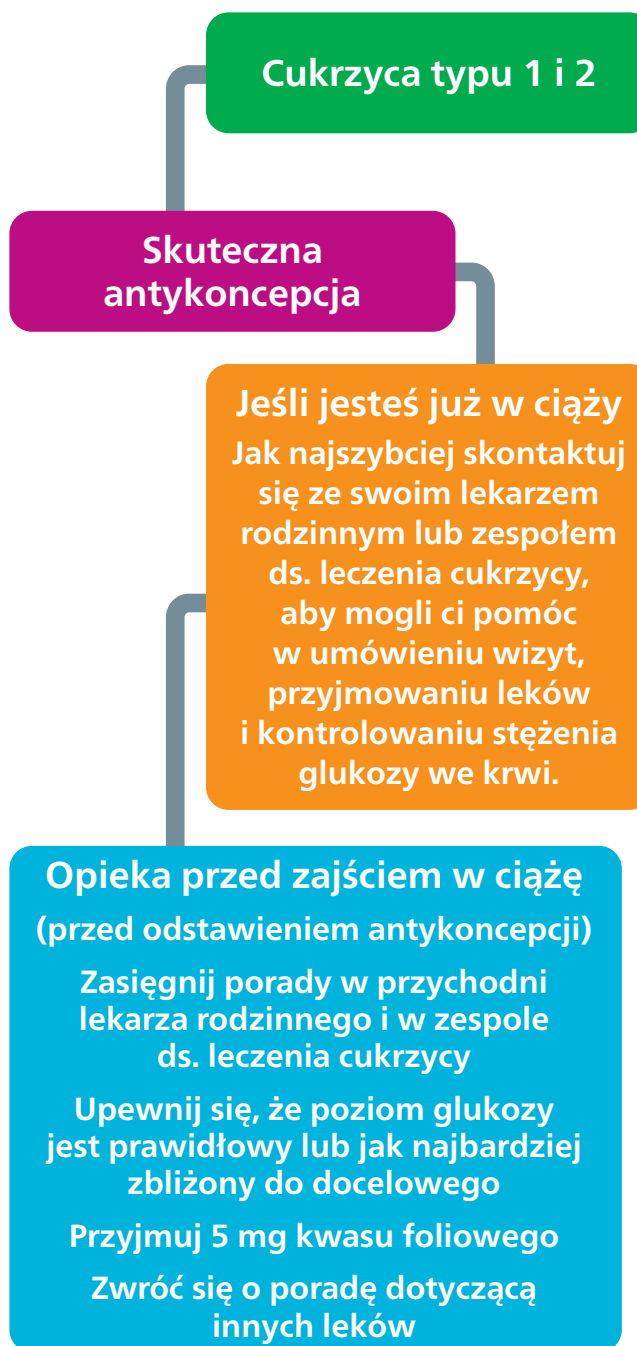 Cukrzyca typu 1 i 2
Skuteczna
antykoncepcja
Jeśli jesteś już w ciąży
Jak najszybciej skontaktuj
się ze swoim lekarzem
rodzinnym lub zespołem
ds. leczenia cukrzycy,
aby mogli ci pomóc
w umówieniu wizyt,
przyjmowaniu leków
i kontrolowaniu stężenia
glukozy we krwi.
Opieka przed zajściem w ciążę
(przed odstawieniem antykoncepcji)
Zasięgnij porady w przychodni
lekarza rodzinnego i w zespole
ds. leczenia cukrzycy
Upewnij się, że poziom glukozy
jest prawidłowy lub jak najbardziej
zbliżony do docelowego
Przyjmuj 5 mg kwasu foliowego
Zwróć się o poradę dotyczącą
innych leków